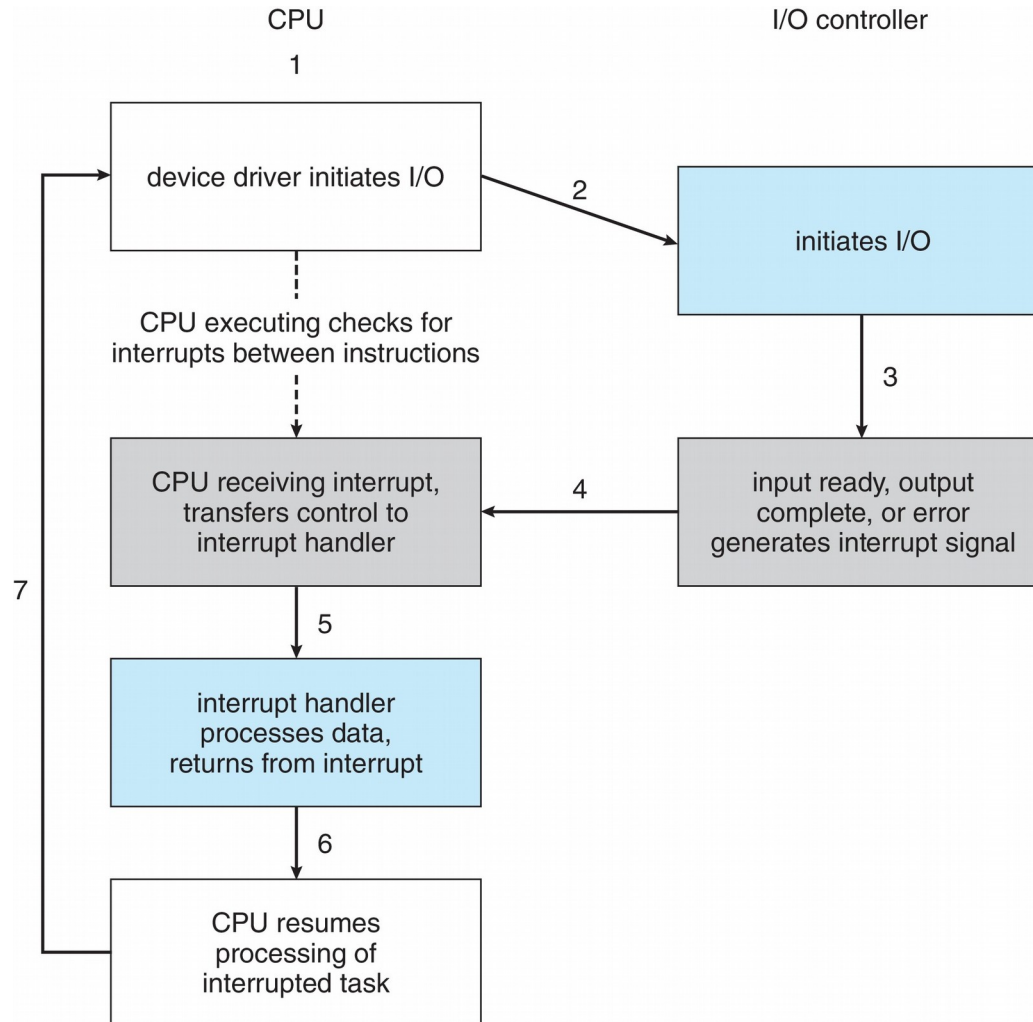 CPU
I/O controller
1
device driver initiates I/O
2
initiates I/O
CPU executing checks for
interrupts between instructions
3
CPU receiving interrupt,
transfers control to
interrupt handler
4
input ready, output
complete, or error
generates interrupt signal
7
5
interrupt handler
processes data,
returns from interrupt
6
CPU resumes
processing of
interrupted task